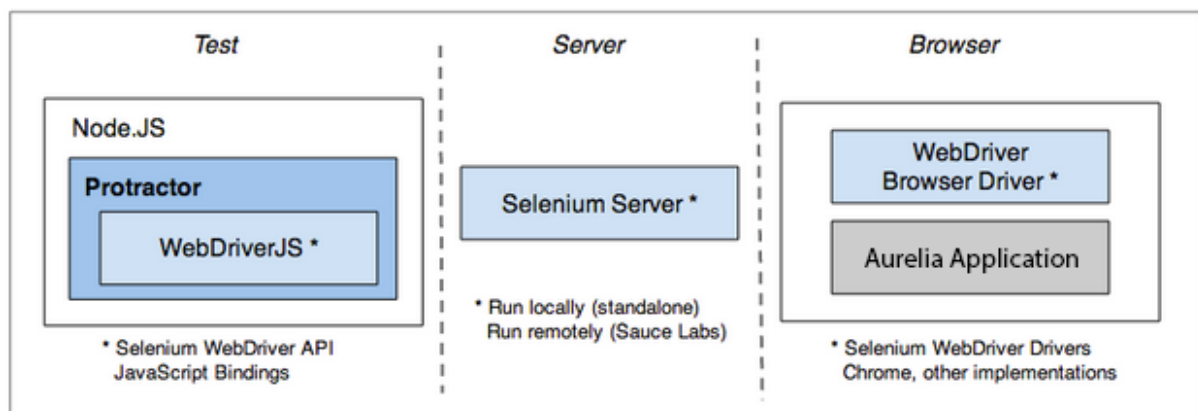 Test
Server
Browser
Node.JS
Protractor
WebDriverJS *
* Selenium WebDriver API
JavaScript Bindings
Selenium Server *
* Run locally (standalone)
Run remotely (Sauce Labs)
WebDriver
Browser Driver *
Aurelia Application
* Selenium WebDriver Drivers
Chrome, other implementations